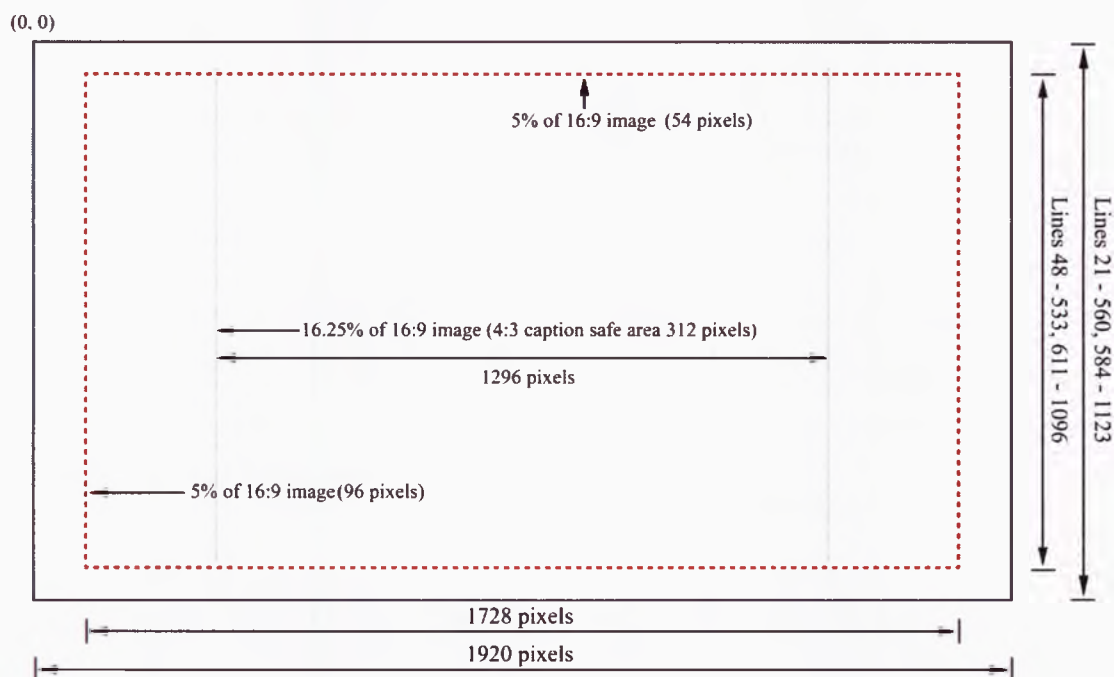 (0, 0)
5% of 16:9 image (54 pixels)
16.25% of 16:9 image (4:3 caption safe area 312 pixels)
1296 pixels
5% of 16:9 image(96 pixels)
1728 pixels
1920 pixels
Lines 48 - 533, 611 - 1096
Lines 21 - 560, 584 - 1123